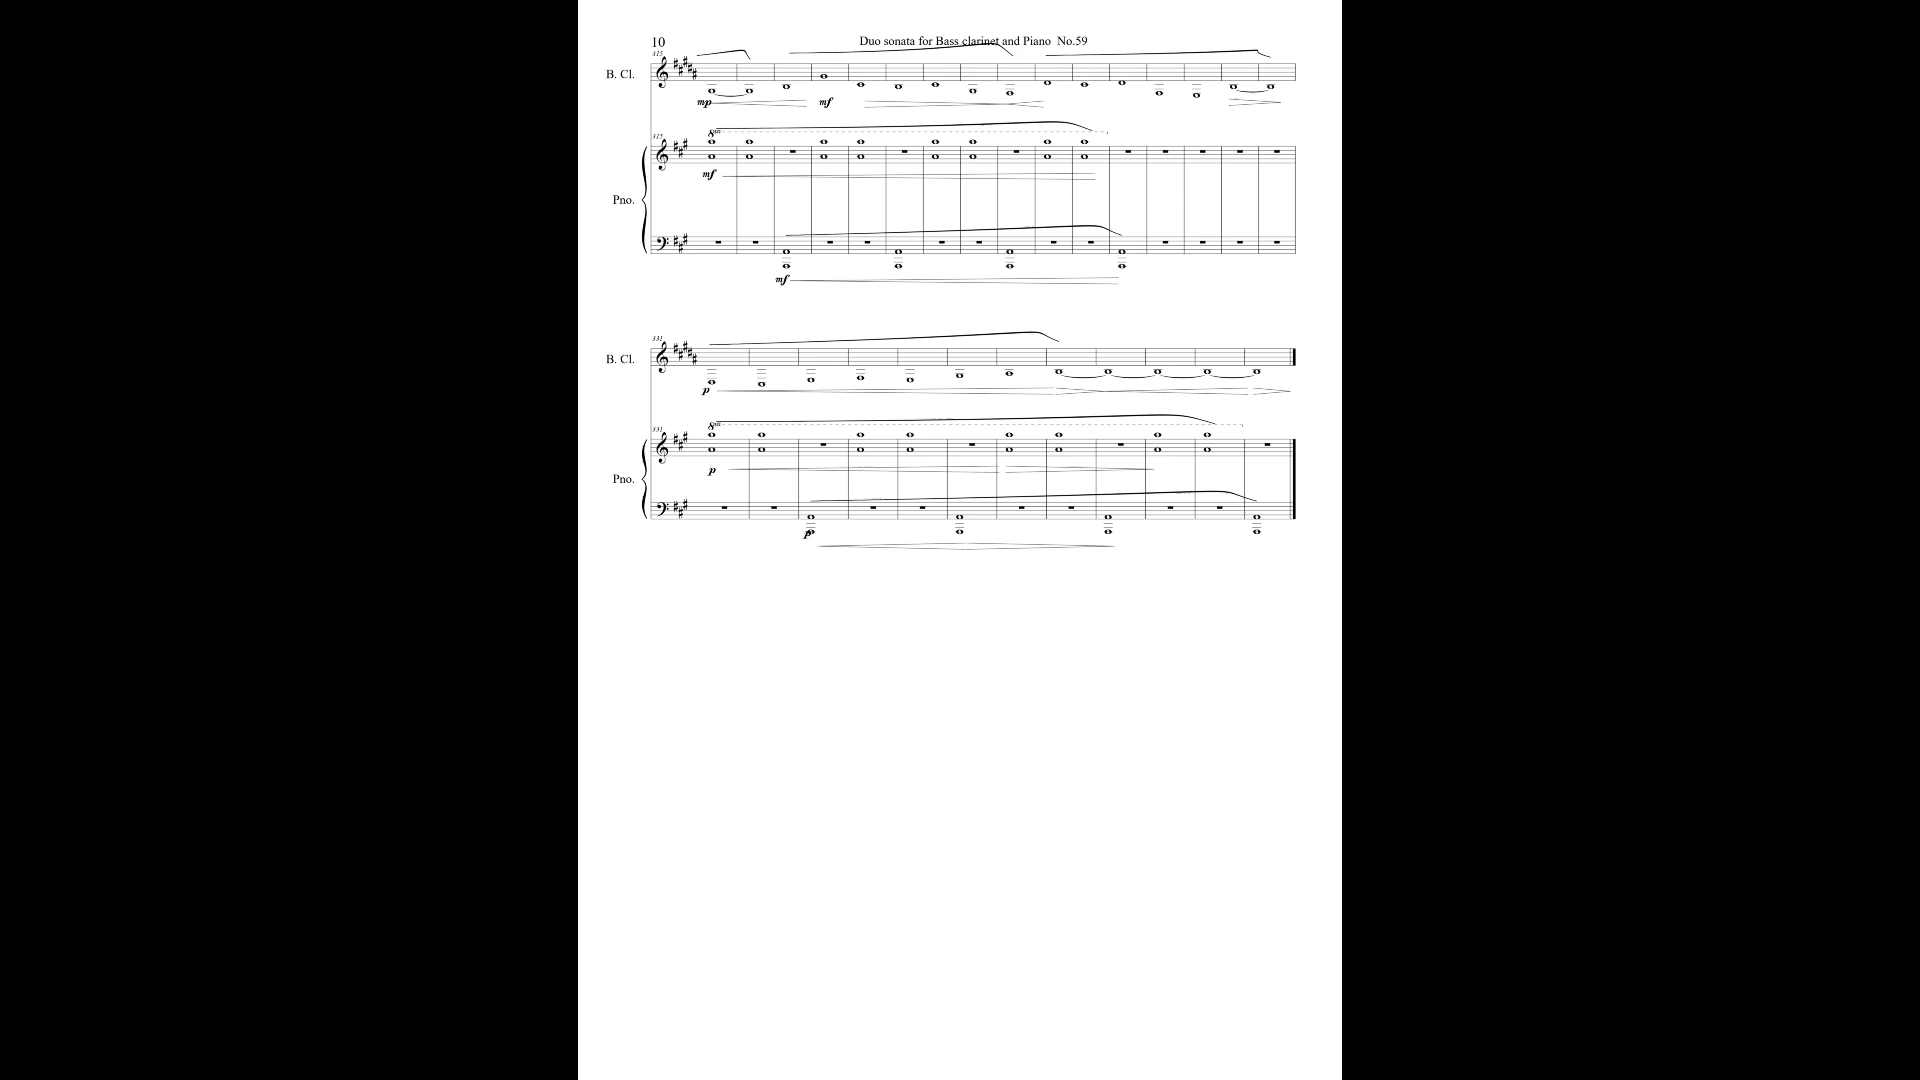 10
Duo sonata for Bass clarinet and Piano No.59
315
B. Cl.
mp
mf
8va
315
mf
Pno.
mf
331
B. Cl.
p
8va
331
p
Pno.
p